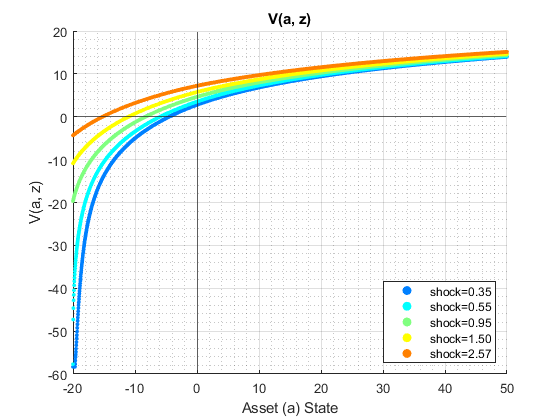 V(a, z)
20
10
0
-10
-20
-30
-40
-50
-60
V(a, z)
-20 -10 0 10 20 30 40 50
Asset (a) State
shock=0.35
shock=0.55
shock=0.95
shock=1.50
shock=2.57